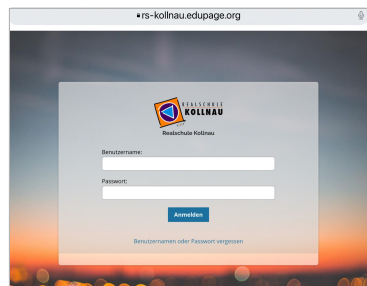 rs-kollnau.edupage.org
REALSCHULE
KOLLNAU
Realschule Kollnau
Benutzername:
Passwort:
Anmelden
Benutzernamen oder Passwort vergessen